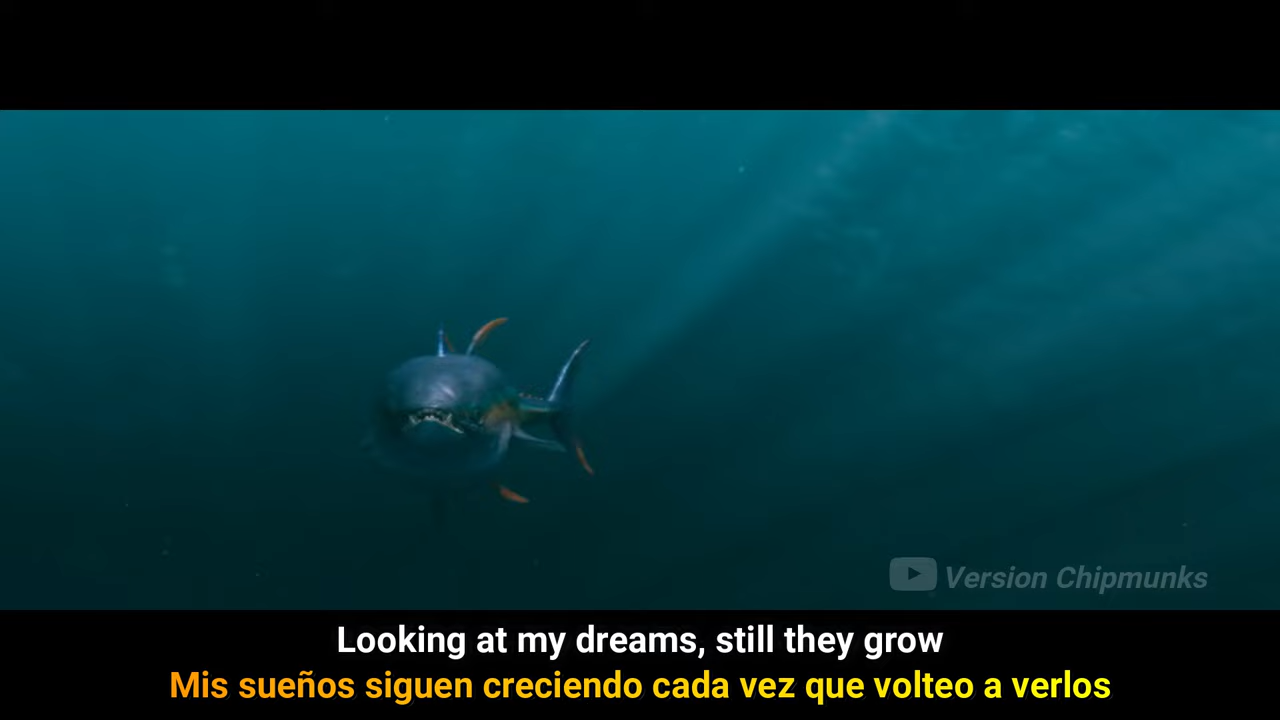 Version Chipmunks
Looking at my dreams, still they grow
Mis sueños siguen creciendo cada vez que volteo a verlos